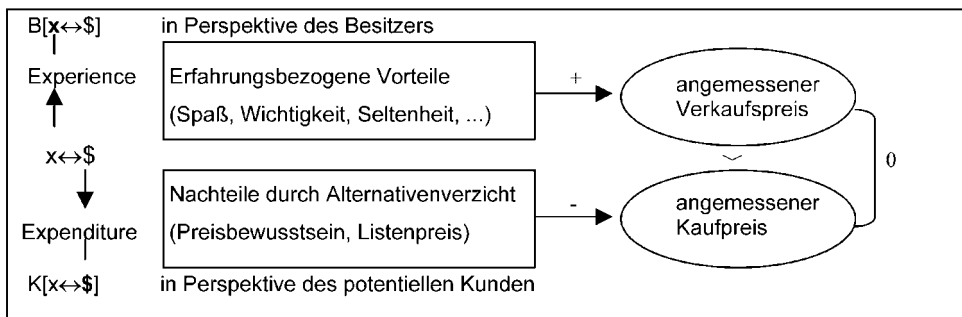 B[x↔$] in Perspektive des Besitzers
Experience
Erfahrungsbezogene Vorteile
(Spaß, Wichtigkeit, Seltenheit, ...)
+
angemessener
Verkaufspreis
x↔$
0
Nachteile durch Alternativenverzicht
(Preisbewusstsein, Listenpreis)
-
angemessener
Kaufpreis
Expenditure
K[x↔$] in Perspektive des potentiellen Kunden